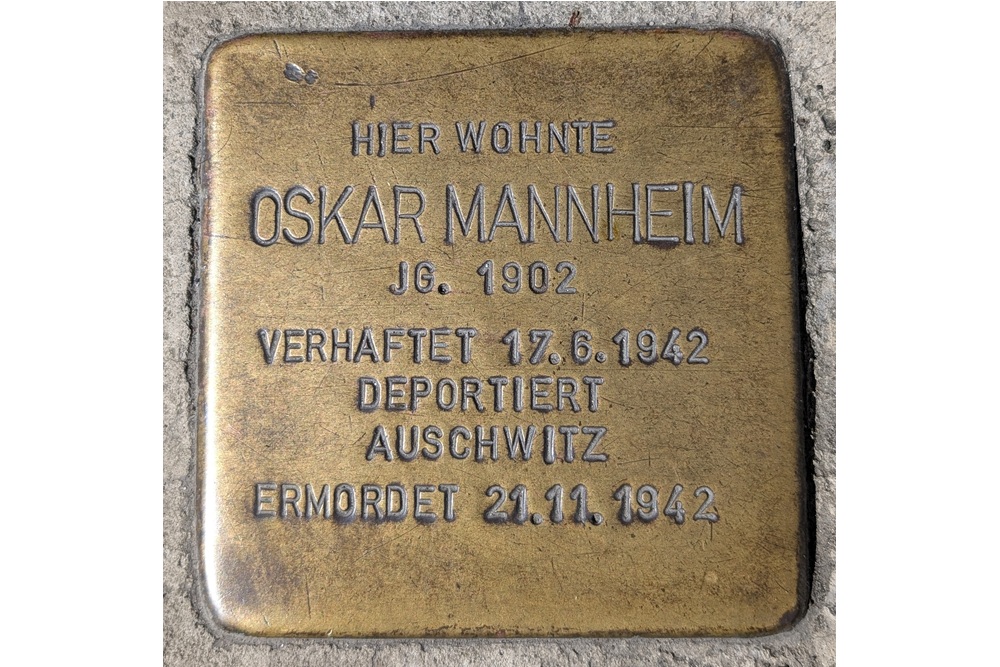 HIER WOHNTE
OSKAR MANNHEIM
JG. 1902
VERHAFTET 17.6.1942
DEPORTIERT
AUSCHWITZ
ERMORDET 21.11.1942